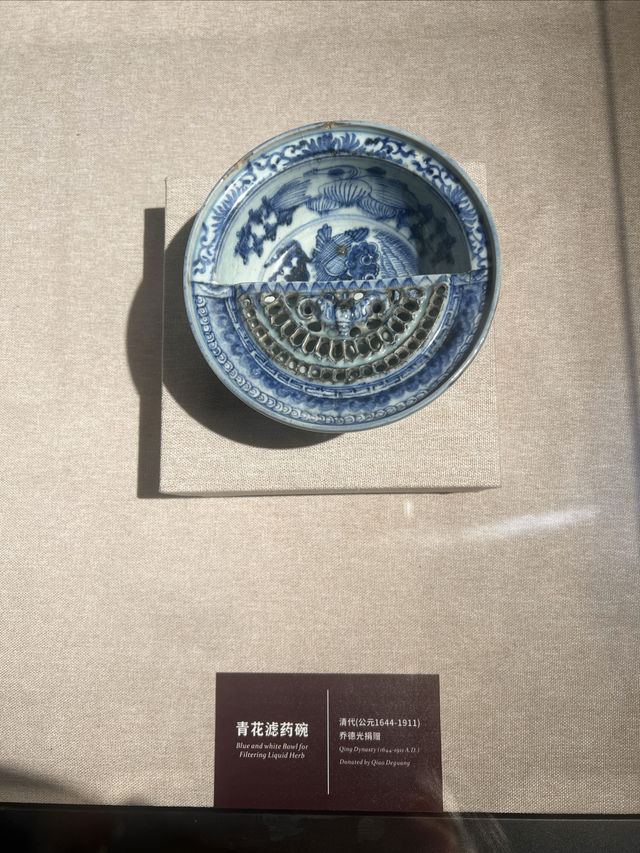 青花滤药碗
Blue and white Bowl for
Filtering Liquid Herb
清代(公元1644-1911)
乔德光捐赠
Qing Dynasty (1644-1911 A.D.)
Donated by Qiao Deguang